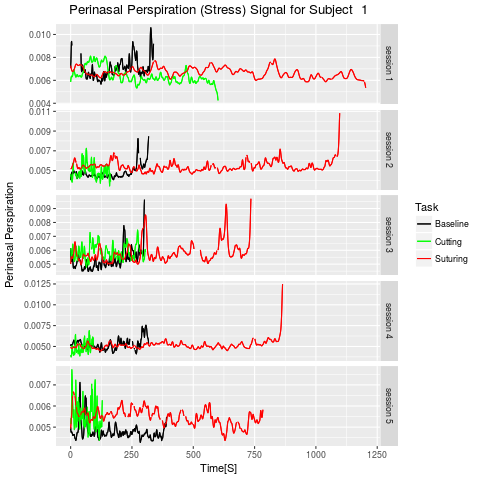 Perinasal Perspiration (Stress) Signal for Subject 1
Perinasal Perspiration
0.010
0.008
0.006
0.004
session 1
0.011
0.009
0.007
0.005
session 2
0.009
0.008
0.007
0.006
0.005
session 3
0.0125
0.0100
0.0075
0.0050
session 4
0.007
0.006
0.005
session 5
0
250
500
750
1000
1250
Time[S]
Task
Baseline
Cutting
Suturing